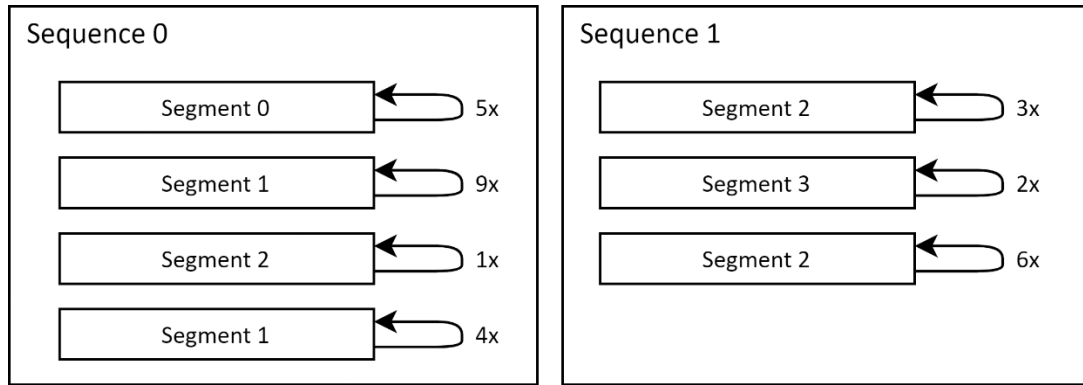 Sequence 0
Segment 0
5x
Segment 1
9x
Segment 2
1x
Segment 1
4x
Sequence 1
Segment 2
3x
Segment 3
2x
Segment 2
6x